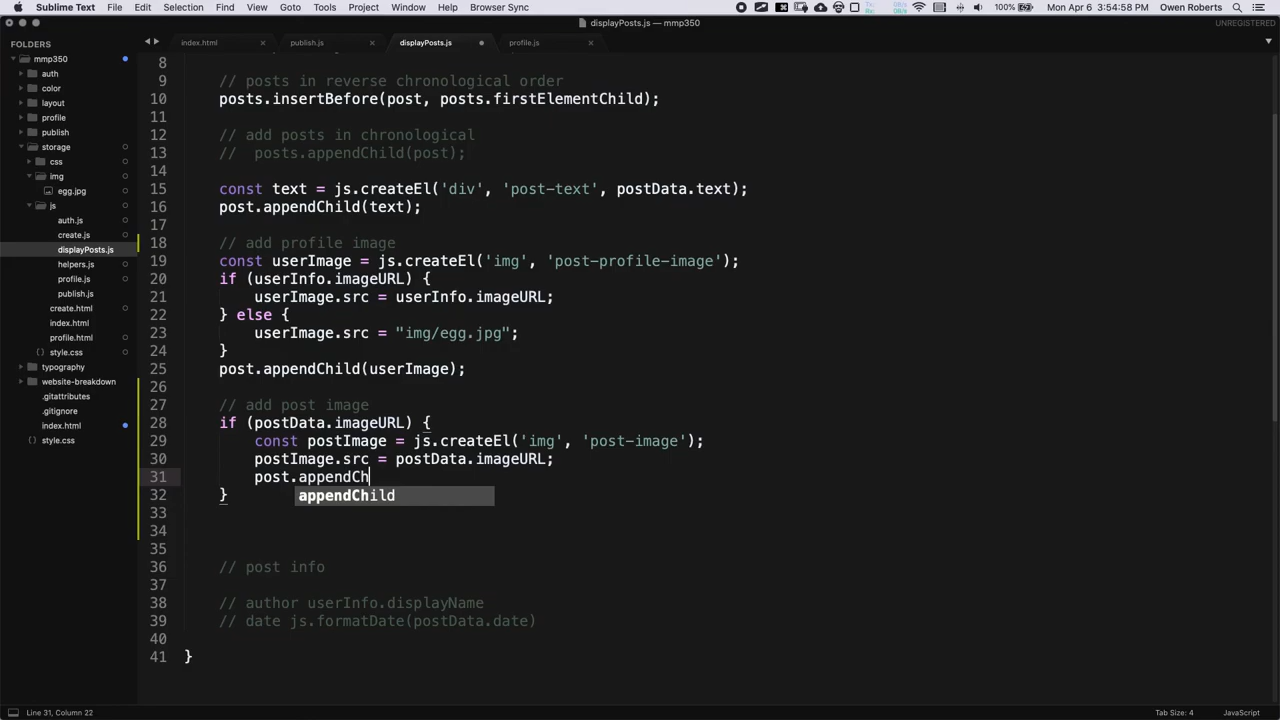 Sublime Text File Edit Selection Find View Goto Tools Project Window Help Browser Sync 100% Mon Apr 6 3:54:58 PM Owen Roberts
displayPosts.js — mmp350 UNREGISTERED
FOLDERS
mmp350
auth
color
layout
profile
publish
storage
css
img
egg.jpg
js
auth.js
create.js
displayPosts.js
helpers.js
profile.js
publish.js
create.html
index.html
profile.html
style.css
typography
website-breakdown
.gitattributes
.gitignore
index.html
style.css
index.html publish.js displayPosts.js profile.js
8
9 // posts in reverse chronological order
10 posts.insertBefore(post, posts.firstElementChild);
11
12 // add posts in chronological
13 //  posts.appendChild(post);
14
15 const text = js.createEl('div', 'post-text', postData.text);
16 post.appendChild(text);
17
18 // add profile image
19 const userImage = js.createEl('img', 'post-profile-image');
20 if (userInfo.imageURL) {
21 userImage.src = userInfo.imageURL;
22 } else {
23 userImage.src = "img/egg.jpg";
24 }
25 post.appendChild(userImage);
26
27 // add post image
28 if (postData.imageURL) {
29 const postImage = js.createEl('img', 'post-image');
30 postImage.src = postData.imageURL;
31 post.appendCh
32 } appendChild
33
34
35
36 // post info
37
38 // author userInfo.displayName
39 // date js.formatDate(postData.date)
40
41 }
Line 31, Column 22 Tab Size: 4 JavaScript